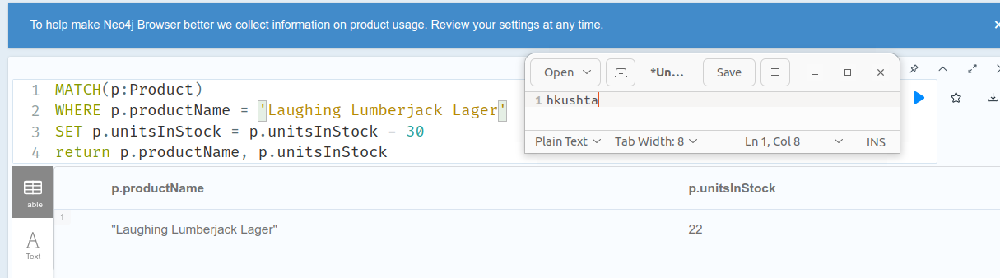 To help make Neo4j Browser better we collect information on product usage. Review your settings at any time.
Open
*Un...
Save
1 hkushta
Plain Text
Tab Width: 8
Ln 1, Col 8
INS
1 MATCH(p:Product)
2 WHERE p.productName = 'Laughing Lumberjack Lager'
3 SET p.unitsInStock = p.unitsInStock - 30
4 return p.productName, p.unitsInStock
Table
Text
p.productName p.unitsInStock
1
"Laughing Lumberjack Lager" 22